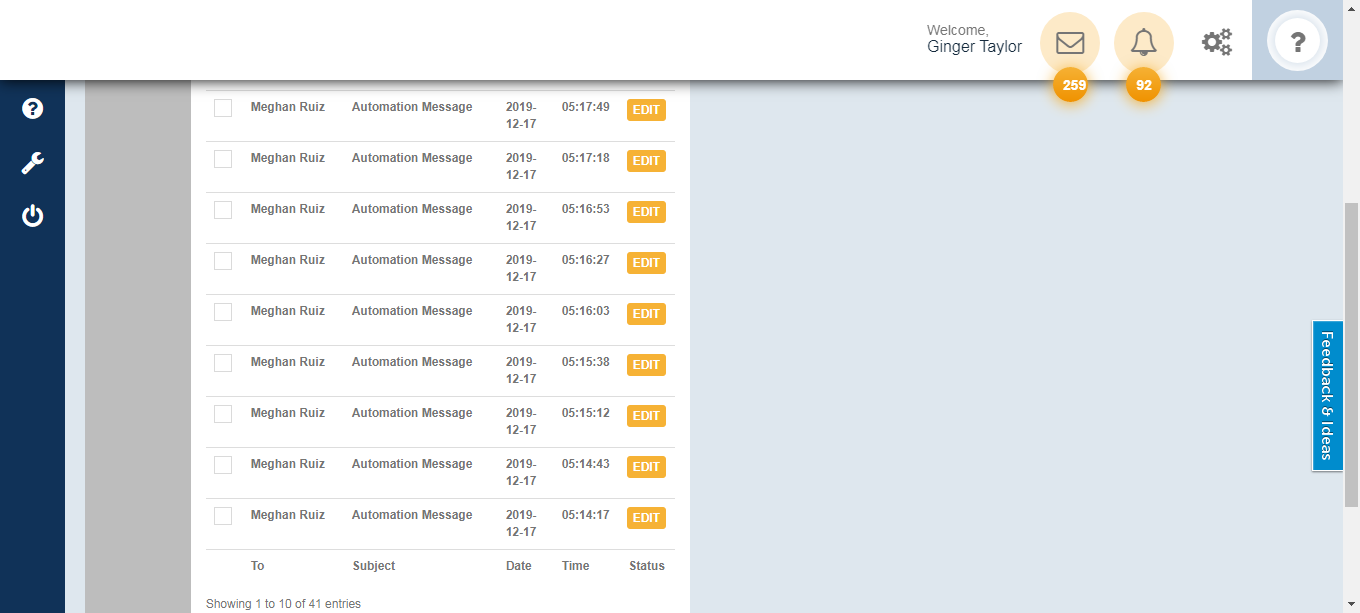 Welcome,
Ginger Taylor
259
92
?
?
Meghan Ruiz Automation Message 2019- 05:17:49 EDIT
12-17
Meghan Ruiz Automation Message 2019- 05:17:18 EDIT
12-17
Meghan Ruiz Automation Message 2019- 05:16:53 EDIT
12-17
Meghan Ruiz Automation Message 2019- 05:16:27 EDIT
12-17
Meghan Ruiz Automation Message 2019- 05:16:03 EDIT
12-17
Meghan Ruiz Automation Message 2019- 05:15:38 EDIT
12-17
Meghan Ruiz Automation Message 2019- 05:15:12 EDIT
12-17
Meghan Ruiz Automation Message 2019- 05:14:43 EDIT
12-17
Meghan Ruiz Automation Message 2019- 05:14:17 EDIT
12-17
To Subject Date Time Status
Showing 1 to 10 of 41 entries
Feedback & Ideas